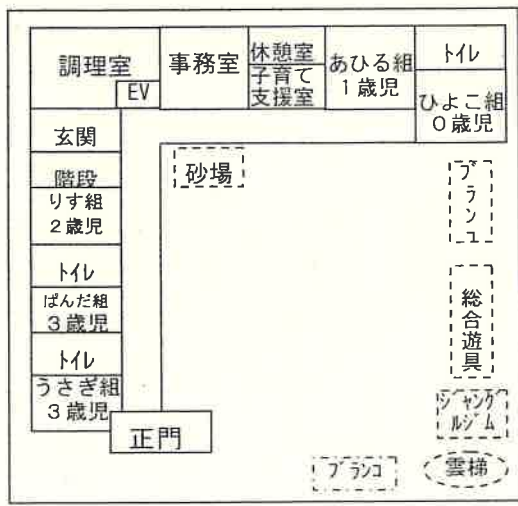 調理室
EV
事務室
休憩室
子育て
支援室
あひる組
1歳児
トイレ
ひよこ組
0歳児
玄関
階段
りす組
2歳児
トイレ
ぱんだ組
3歳児
トイレ
うさぎ組
3歳児
正門
砂場
ブランコ
総合遊具
ジャング
ルジム
雲梯
ブランコ